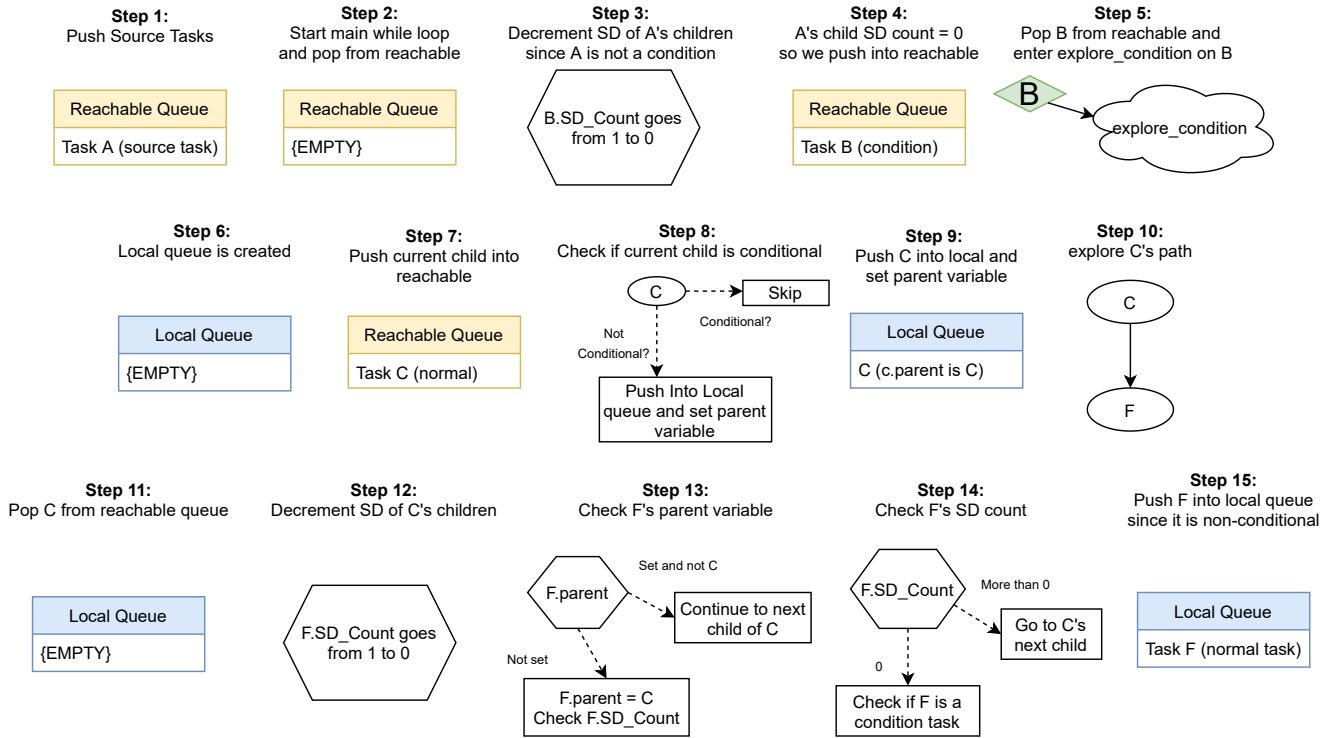 Step 1:
Push Source Tasks
Reachable Queue
Task A (source task)
Step 2:
Start main while loop
and pop from reachable
Reachable Queue
{EMPTY}
Step 3:
Decrement SD of A's children
since A is not a condition
B.SD_Count goes
from 1 to 0
Step 4:
A's child SD count = 0
so we push into reachable
Reachable Queue
Task B (condition)
Step 5:
Pop B from reachable and
enter explore_condition on B
B
explore_condition
Step 6:
Local queue is created
Local Queue
{EMPTY}
Step 7:
Push current child into
reachable
Reachable Queue
Task C (normal)
Step 8:
Check if current child is conditional
C
Skip
Conditional?
Not
Conditional?
Push Into Local
queue and set parent
variable
Step 9:
Push C into local and
set parent variable
Local Queue
C (c.parent is C)
Step 10:
explore C's path
C
F
Step 11:
Pop C from reachable queue
Local Queue
{EMPTY}
Step 12:
Decrement SD of C's children
F.SD_Count goes
from 1 to 0
Step 13:
Check F's parent variable
F.parent
Set and not C
Continue to next
child of C
Not set
F.parent = C
Check F.SD_Count
Step 14:
Check F's SD count
F.SD_Count
More than 0
Go to C's
next child
0
Check if F is a
condition task
Step 15:
Push F into local queue
since it is non-conditional
Local Queue
Task F (normal task)